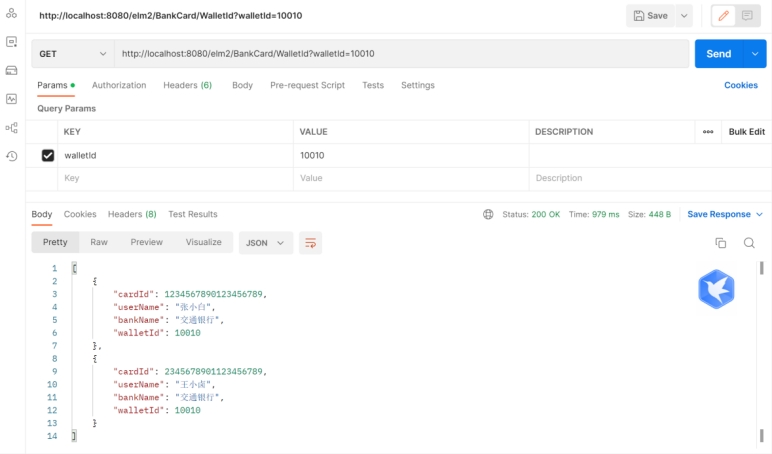 http://localhost:8080/elm2/BankCard/WalletId?walletId=10010
Save
GET http://localhost:8080/elm2/BankCard/WalletId?walletId=10010 Send
Params Authorization Headers (6) Body Pre-request Script Tests Settings Cookies
Query Params
KEY VALUE DESCRIPTION ooo Bulk Edit
walletId 10010
Key Value Description
Body Cookies Headers (8) Test Results Status: 200 OK Time: 979 ms Size: 448 B Save Response
Pretty Raw Preview Visualize JSON
1 [
2 {
3 "cardId": 1234567890123456789,
4 "userName": "张小白",
5 "bankName": "交通银行",
6 "walletId": 10010
7 },
8 {
9 "cardId": 2345678901123456789,
10 "userName": "王小卤",
11 "bankName": "交通银行",
12 "walletId": 10010
13 }
14 ]